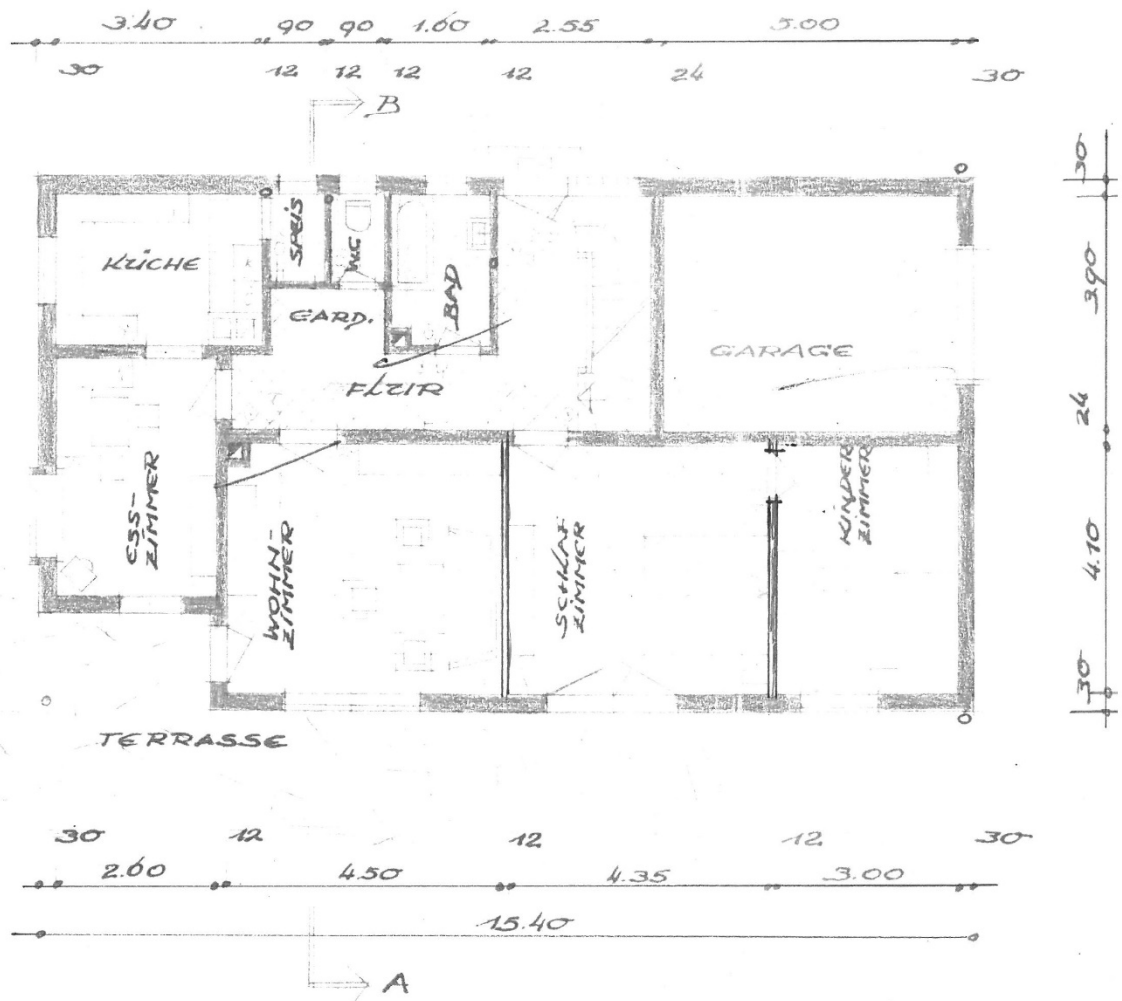 3.40 90 90 1.60 2.55 5.00
30 12 12 12 12 24 30
B
30
3.90
24
4.10
30
KÜCHE
SPEIS
WC
BAD
GARD.
FLUR
GARAGE
ESS-
ZIMMER
WOHN-
ZIMMER
SCHLAF
ZIMMER
KINDER
ZIMMER
TERRASSE
30 12 12 12 30
2.60 4.50 4.35 3.00
15.40
A